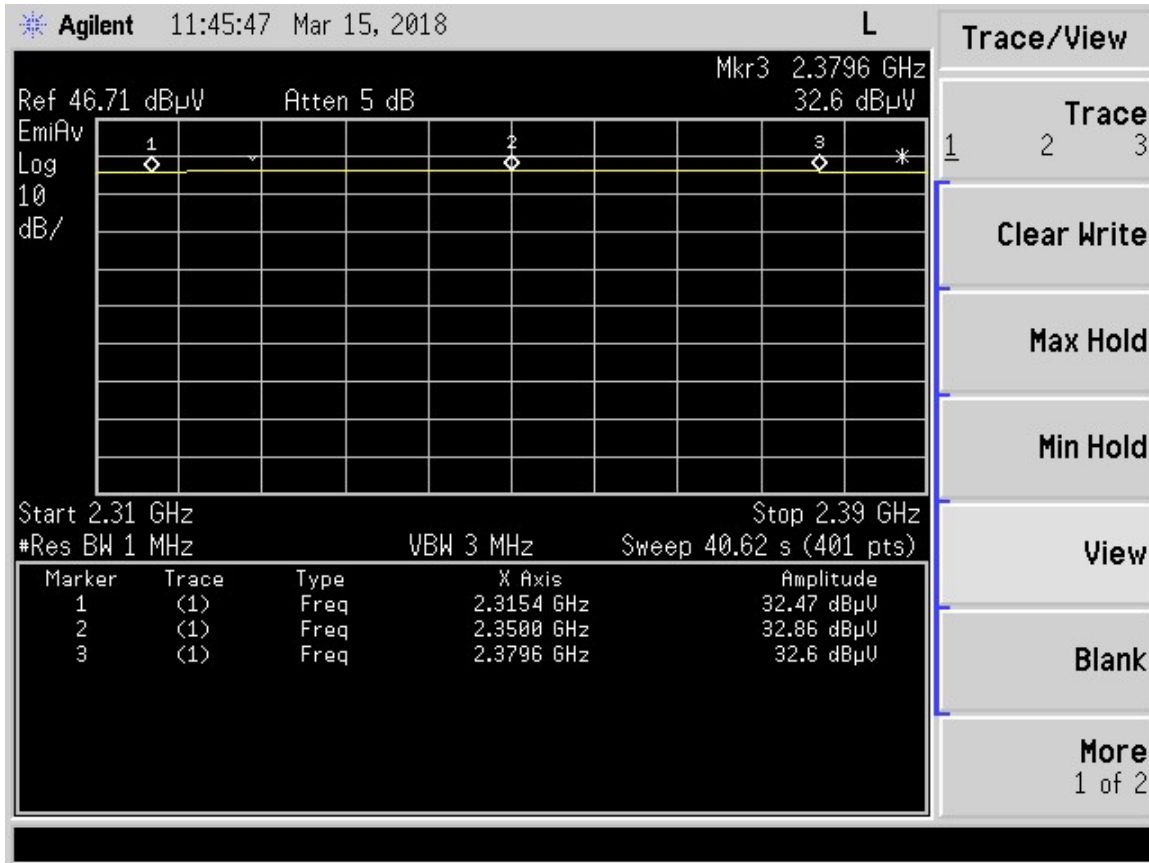 Agilent 11:45:47 Mar 15, 2018 L
Mkr3 2.3796 GHz
Ref 46.71 dBµV Atten 5 dB 32.6 dBµV
EmiAv
Log
10
dB/
1 2 3
*
Start 2.31 GHz Stop 2.39 GHz
#Res BW 1 MHz VBW 3 MHz Sweep 40.62 s (401 pts)
Marker Trace Type X Axis Amplitude
1 (1) Freq 2.3154 GHz 32.47 dBµV
2 (1) Freq 2.3500 GHz 32.86 dBµV
3 (1) Freq 2.3796 GHz 32.6 dBµV
Trace/View
Trace
1 2 3
Clear Write
Max Hold
Min Hold
View
Blank
More
1 of 2